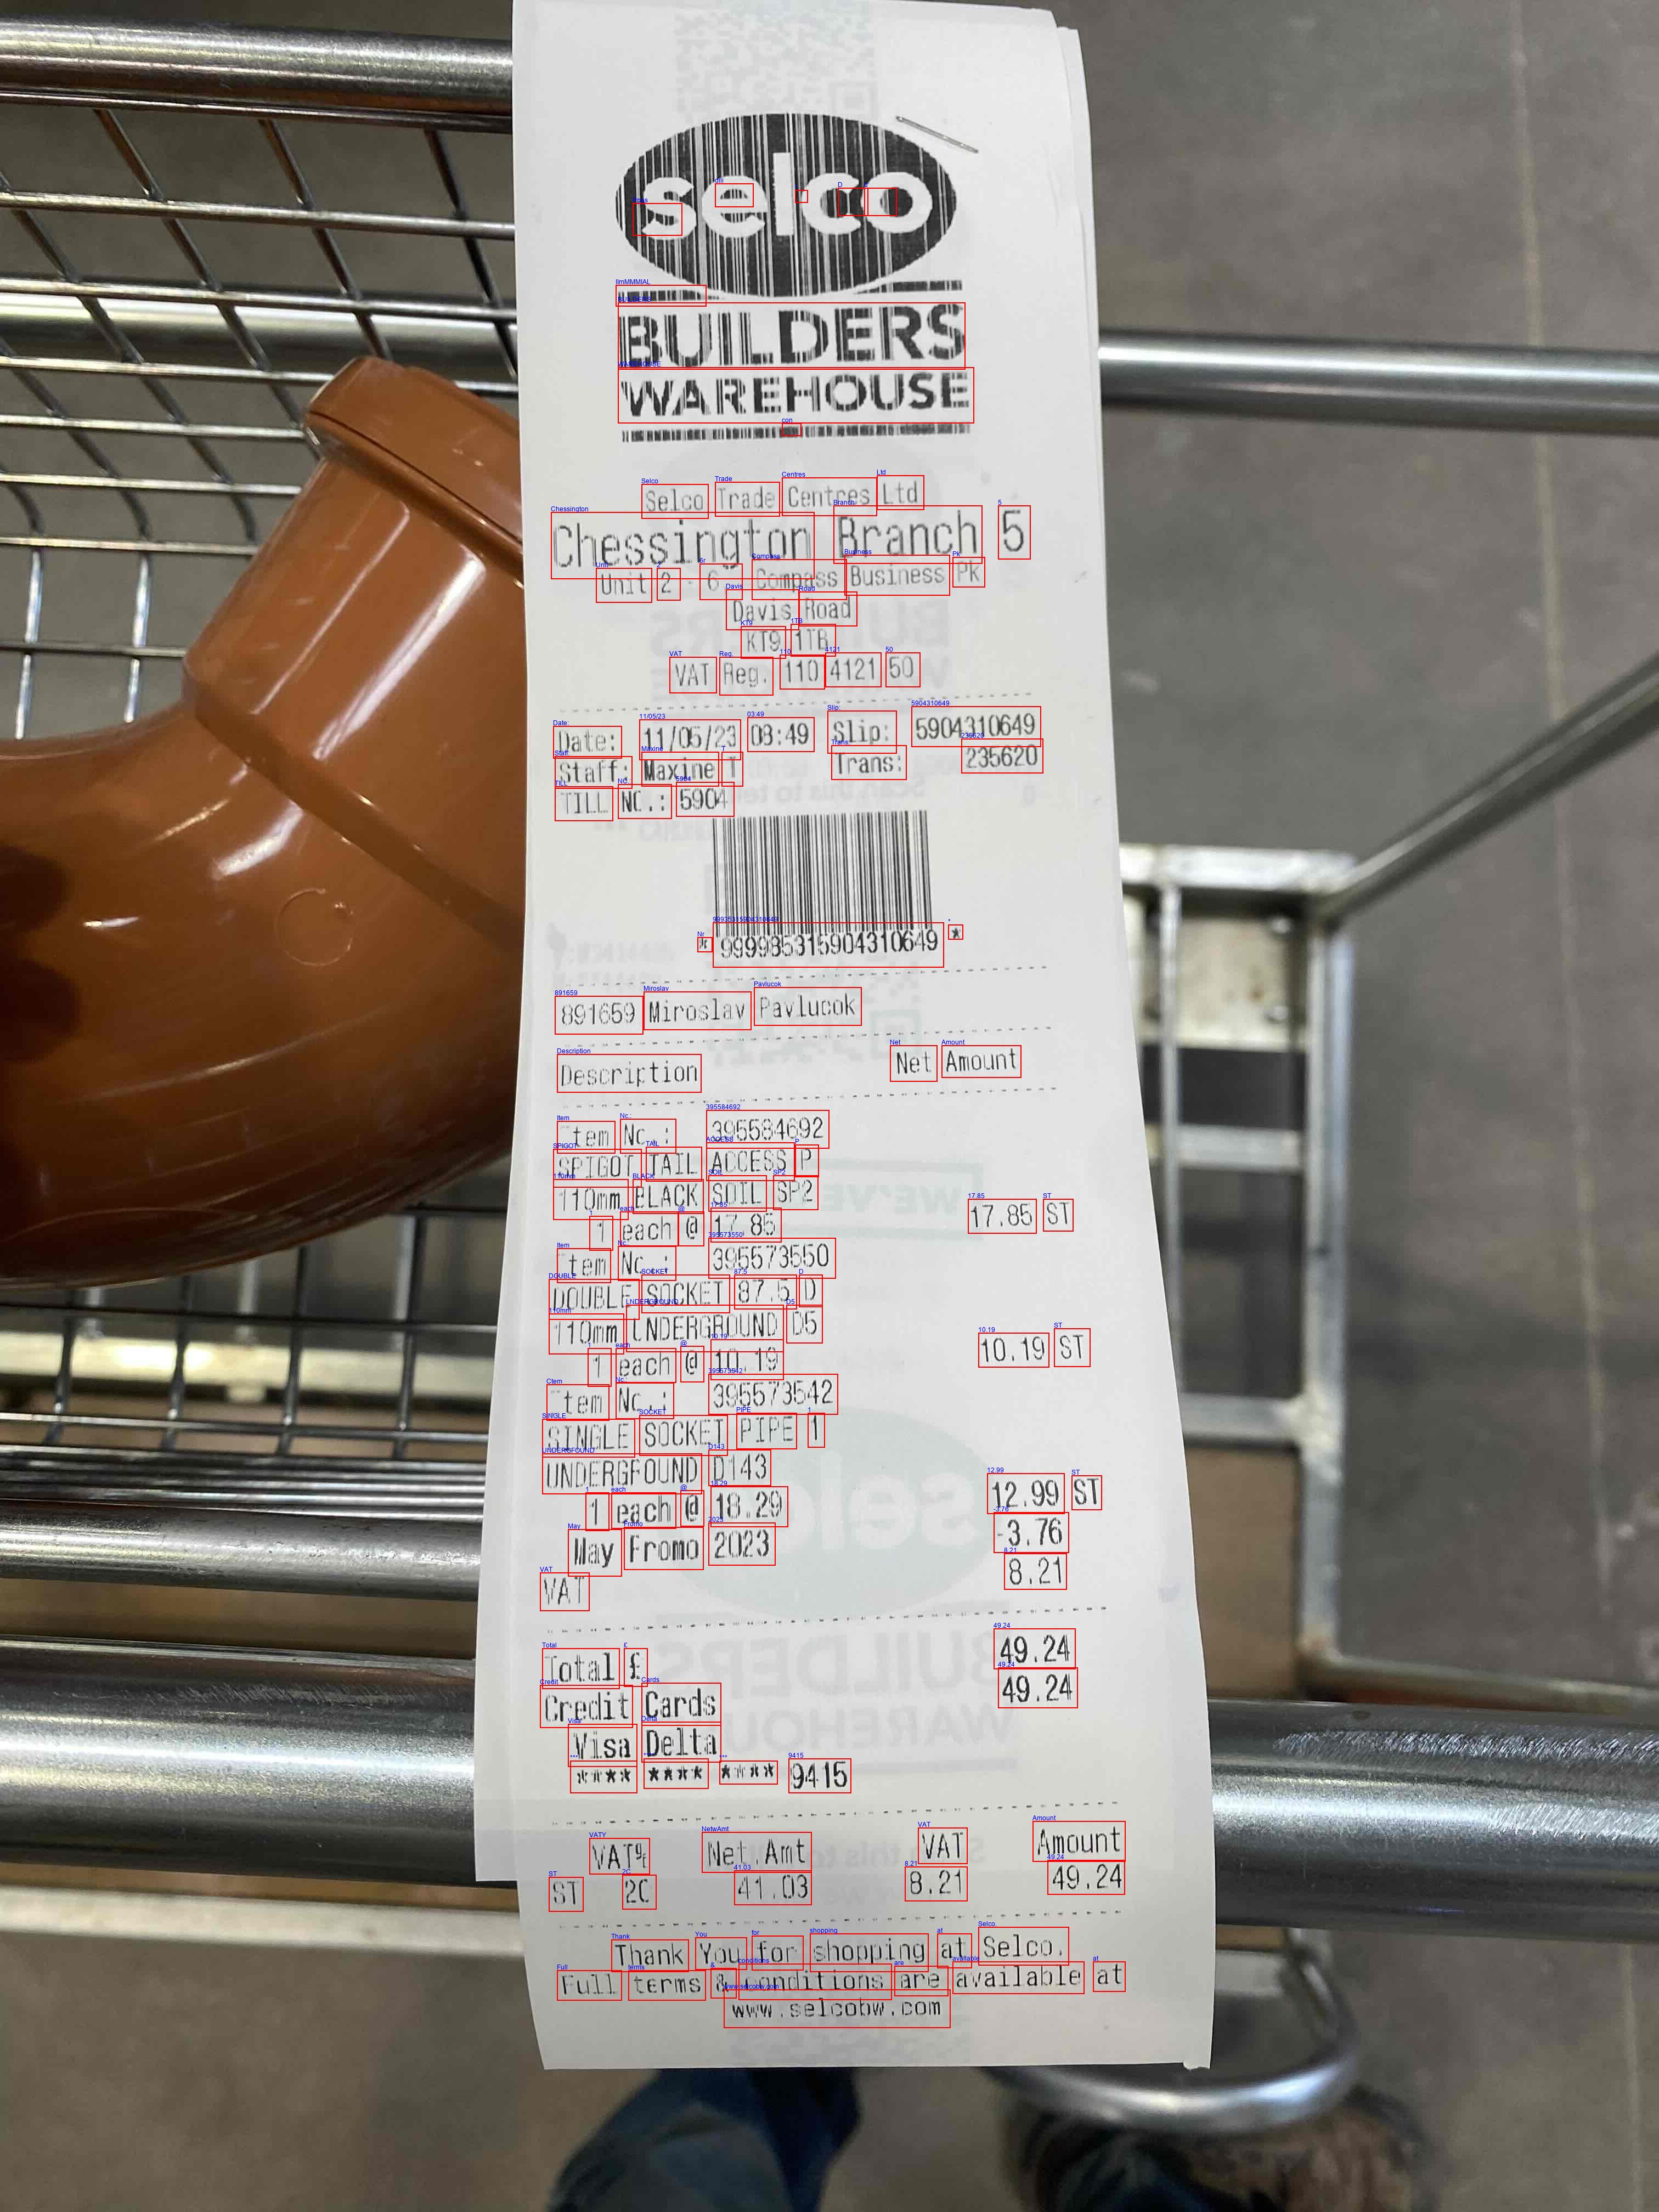 selco
BUILDERS
WAREHOUSE
Selco Trade Centres Ltd
Chessington Branch 5
Unit 2 - 6 Compass Business Pk
Davis Road
KT9 1TB
VAT Reg. 110 4121 50
Date: 11/05/23 08:49 Slip: 5904310649
Staff: Maxine T Trans: 235620
TILL NO.: 5904
* 999985315904310649 *
891659 Miroslav Pavlucok
Description Net Amount
Item No.: 395584692
SPIGOT TAIL ACCESS P
110mm BLACK SOIL SP2
1 each @ 17.85 17.85 ST
Item No.: 395573550
DOUBLE SOCKET 87.5 D
110mm UNDERGROUND D5
1 each @ 10.19 10.19 ST
Item No.: 395573542
SINGLE SOCKET PIPE 1
UNDERGROUND D143
1 each @ 18.29 12.99 ST
May Promo 2023 -3.76
VAT 8.21
Total £ 49.24
Credit Cards 49.24
Visa Delta
**** **** **** 9415
VAT% Net.Amt VAT Amount
ST 20 41.03 8.21 49.24
Thank You for shopping at Selco.
Full terms & conditions are available at
www.selcobw.com